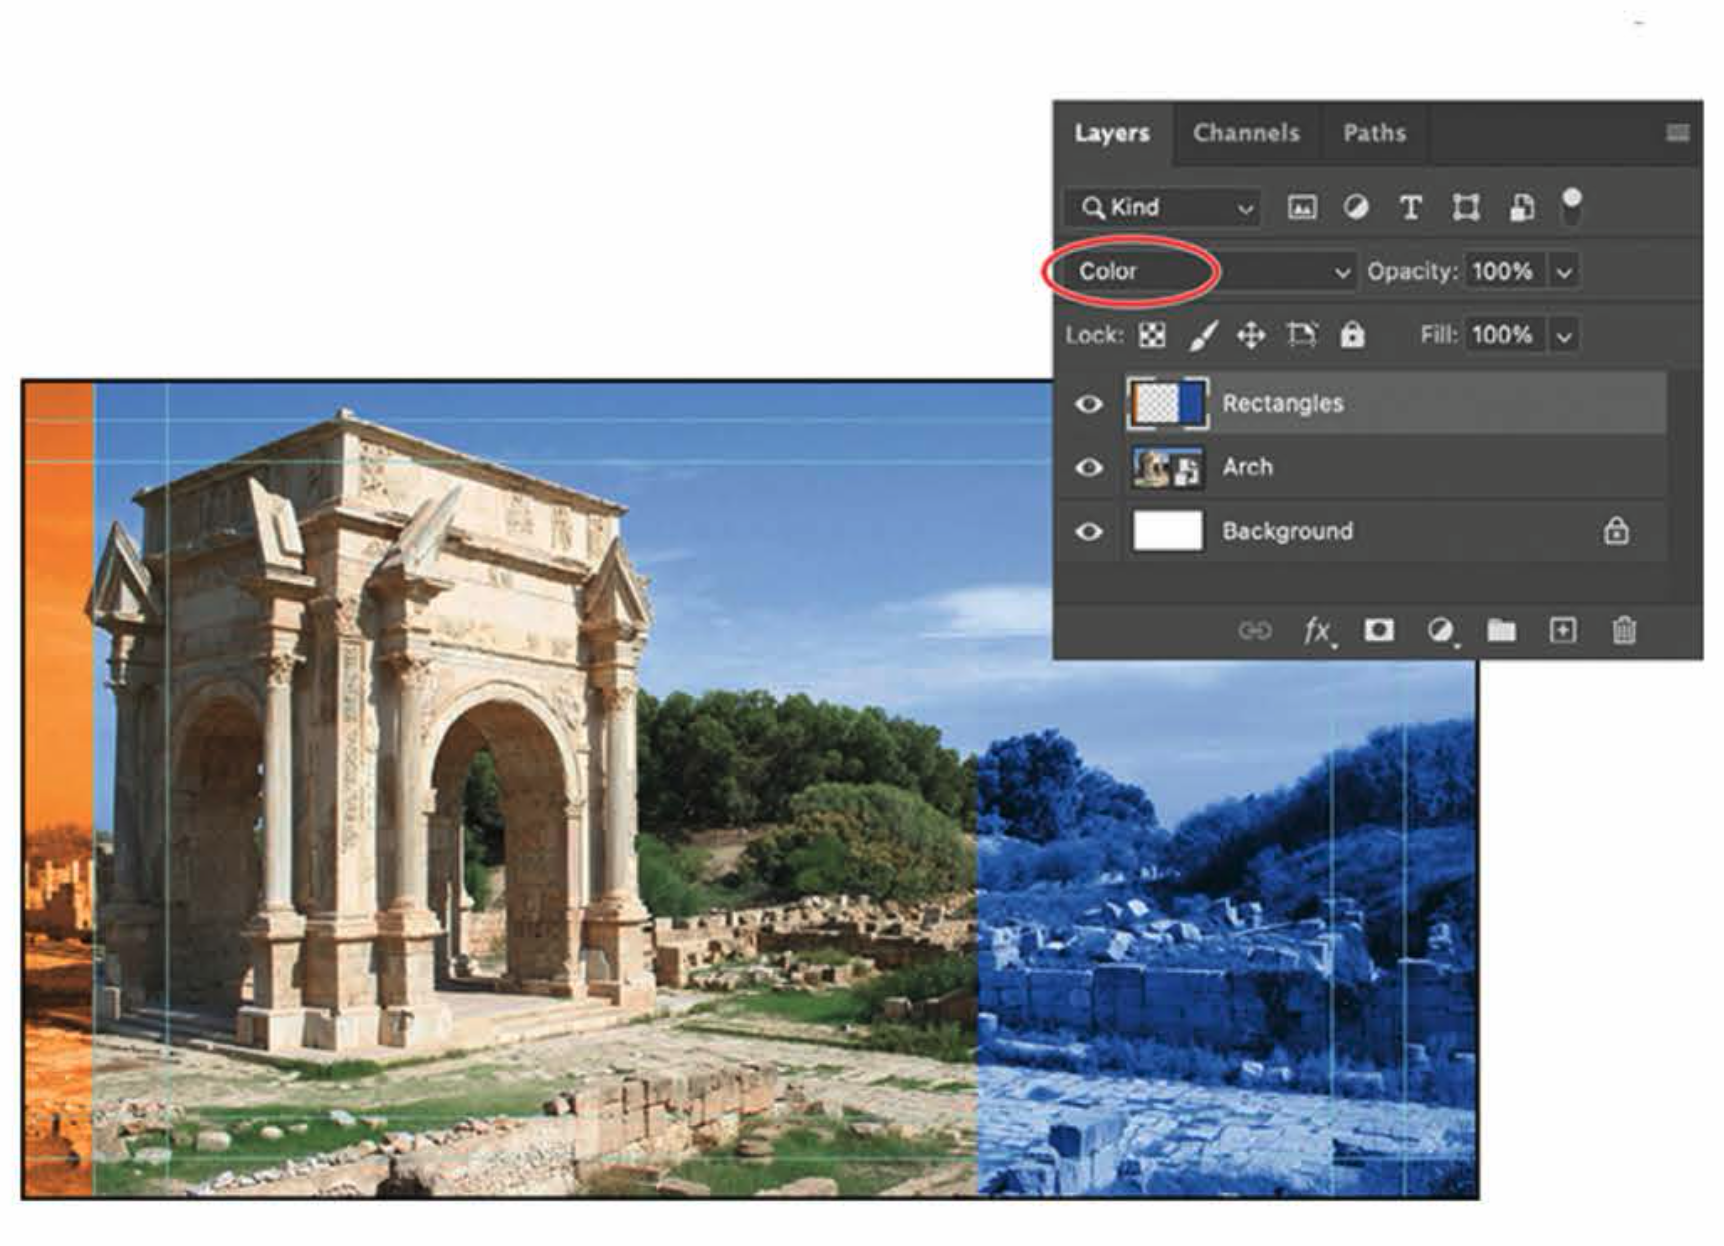 Layers Channels Paths
Kind
Color Opacity: 100%
Lock: Fill: 100%
Rectangles
Arch
Background
fx